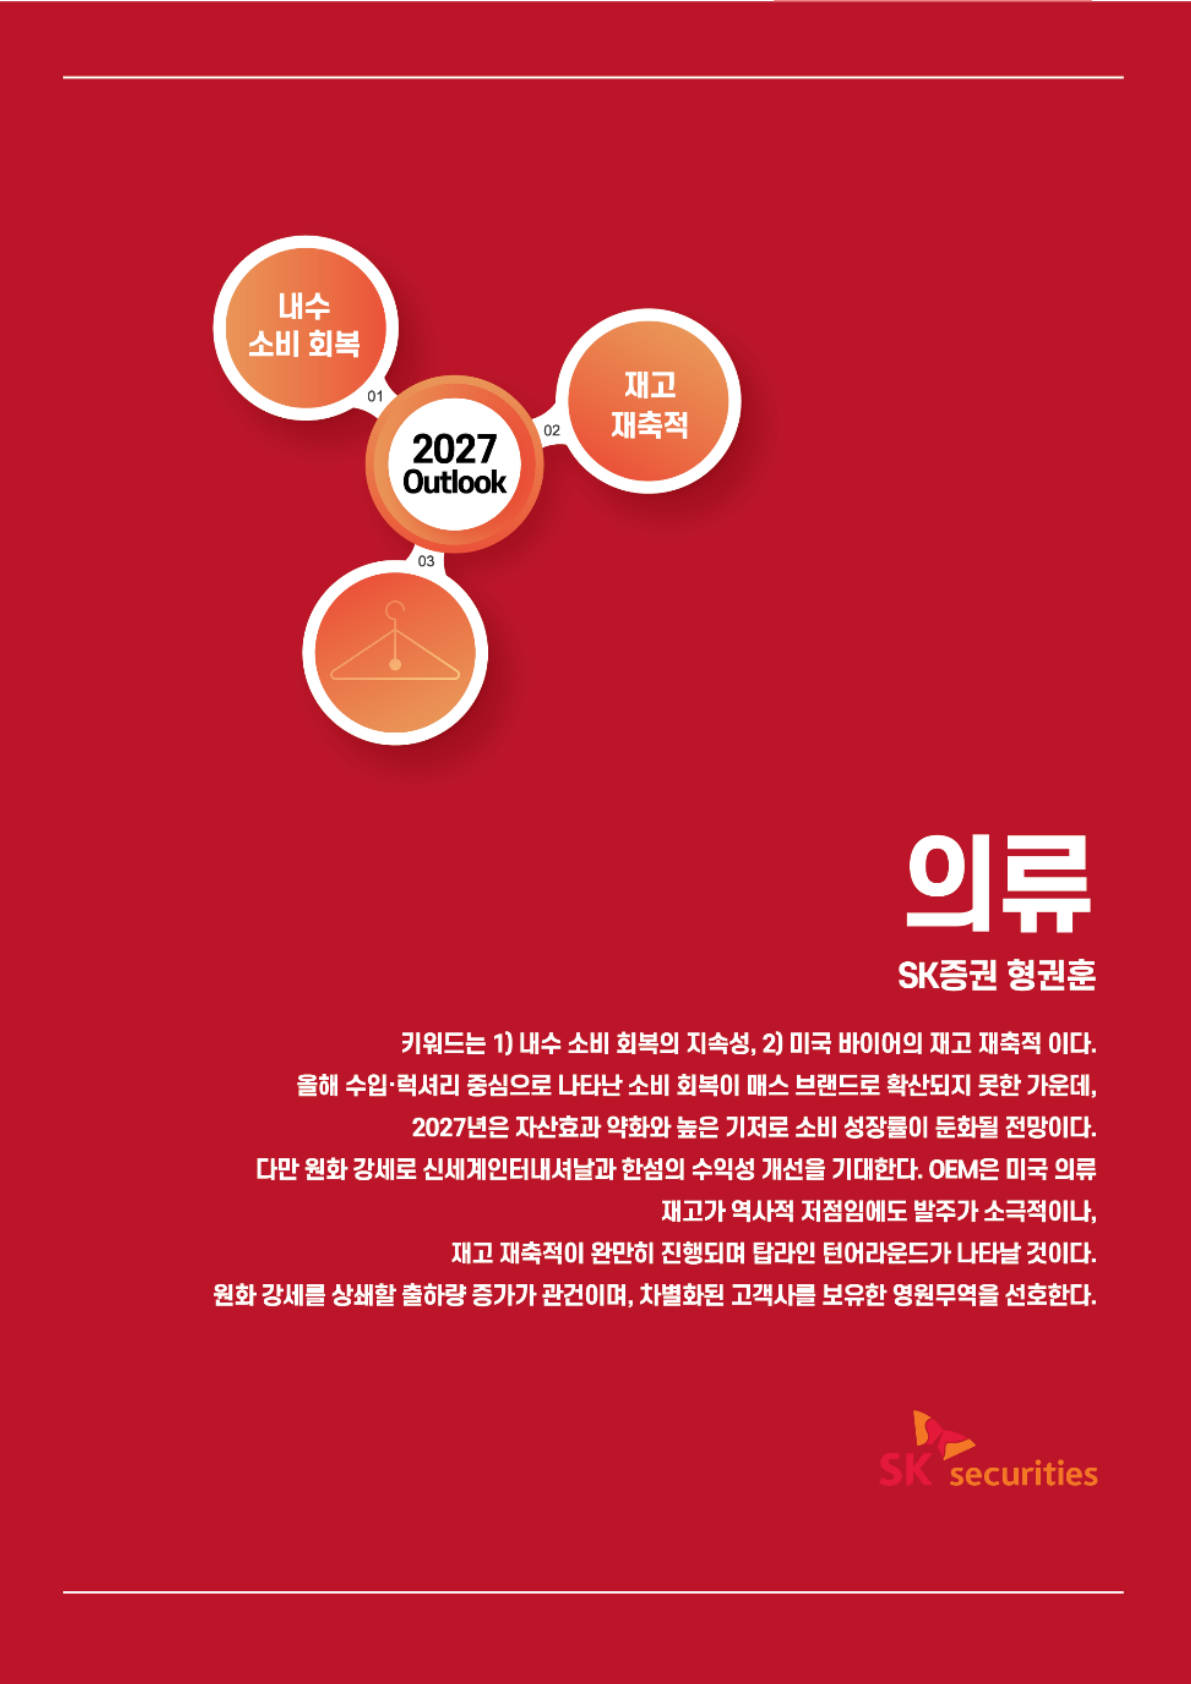 내수
소비 회복
01
2027
Outlook
02
재고
재축적
03
의류
SK증권 형권훈
키워드는 1) 내수 소비 회복의 지속성, 2) 미국 바이어의 재고 재축적 이다.
올해 수입·럭셔리 중심으로 나타난 소비 회복이 매스 브랜드로 확산되지 못한 가운데,
2027년은 자산효과 약화와 높은 기저로 소비 성장률이 둔화될 전망이다.
다만 원화 강세로 신세계인터내셔날과 한섬의 수익성 개선을 기대한다. OEM은 미국 의류
재고가 역사적 저점임에도 발주가 소극적이나,
재고 재축적이 완만히 진행되며 탑라인 턴어라운드가 나타날 것이다.
원화 강세를 상쇄할 출하량 증가가 관건이며, 차별화된 고객사를 보유한 영원무역을 선호한다.
SK securities